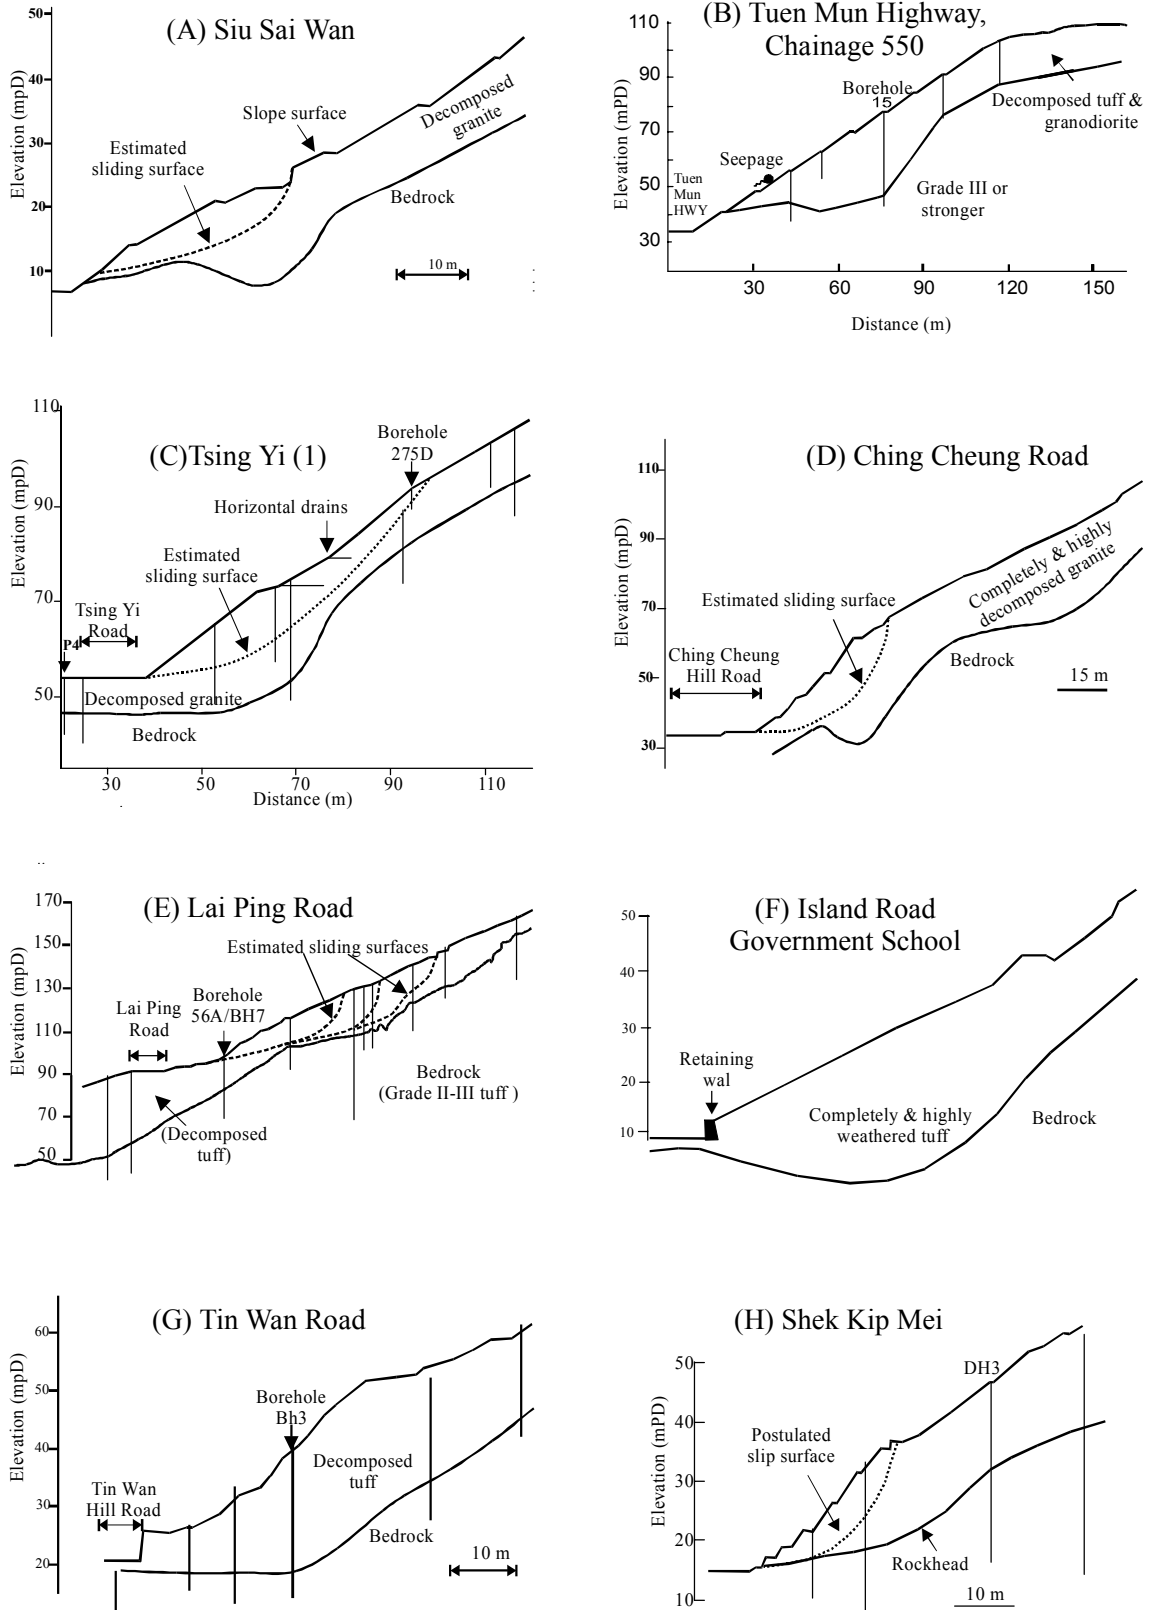 (A) Siu Sai Wan
Elevation (mpD)
50
40
30
20
10
Slope surface
Estimated
sliding surface
Decomposed
granite
Bedrock
10 m
(B) Tuen Mun Highway,
Chainage 550
Elevation (mPD)
110
90
70
50
30
Borehole
15
Seepage
Tuen
Mun
HWY
Decomposed tuff &
granodiorite
Grade III or
stronger
30
60
90
120
150
Distance (m)
(C)Tsing Yi (1)
Elevation (mpD)
110
90
70
50
Borehole
275D
Horizontal drains
Estimated
sliding surface
Tsing Yi
Road
P4
Decomposed granite
Bedrock
30
50
70
90
110
Distance (m)
(D) Ching Cheung Road
Elevation (mpD)
110
90
70
50
30
Estimated sliding surface
Completely & highly
decomposed granite
Ching Cheung
Hill Road
Bedrock
15 m
(E) Lai Ping Road
Elevation (mpD)
170
150
130
110
90
70
50
Estimated sliding surfaces
Borehole
56A/BH7
Lai Ping
Road
Bedrock
(Grade II-III tuff )
(Decomposed
tuff)
(F) Island Road
Government School
50
40
30
20
10
Retaining
wal
Completely & highly
weathered tuff
Bedrock
(G) Tin Wan Road
Elevation (mpD)
60
50
40
30
20
Borehole
Bh3
Decomposed
tuff
Tin Wan
Hill Road
Bedrock
10 m
(H) Shek Kip Mei
Elevation (mPD)
50
40
30
20
10
DH3
Postulated
slip surface
Rockhead
10 m